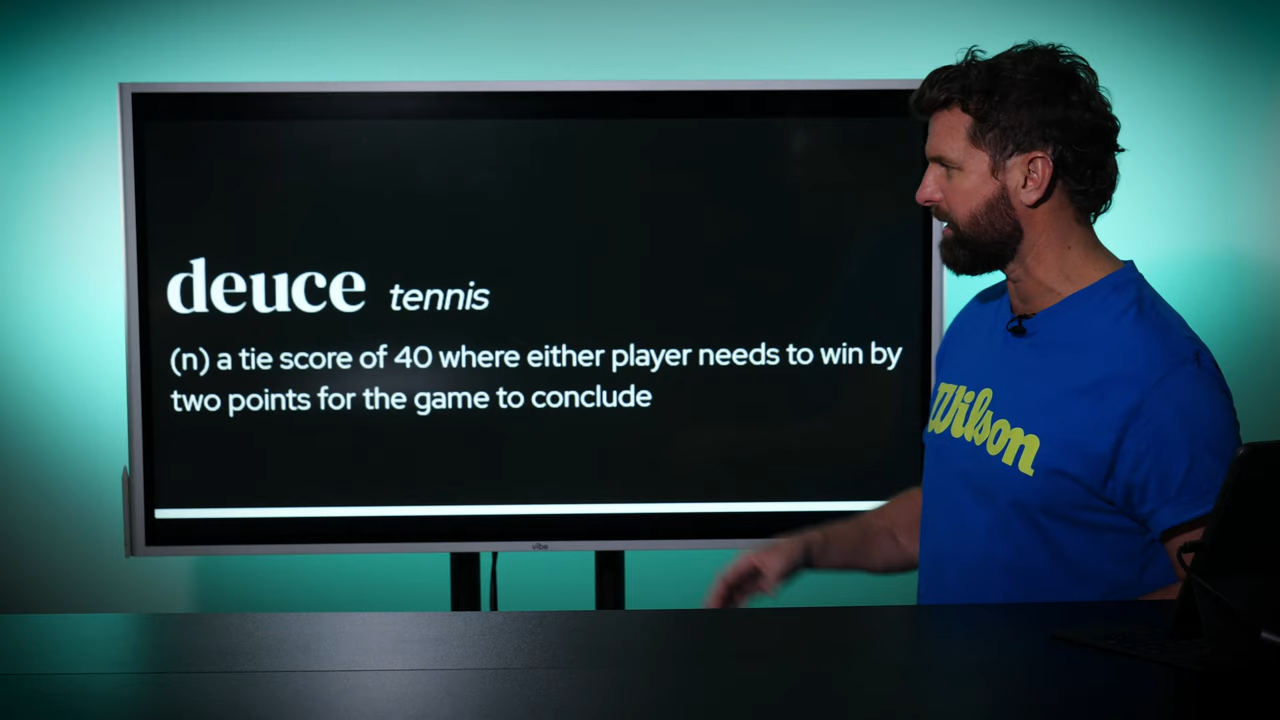 deuce tennis
(n) a tie score of 40 where either player needs to win by
two points for the game to conclude
vibe
Wilson